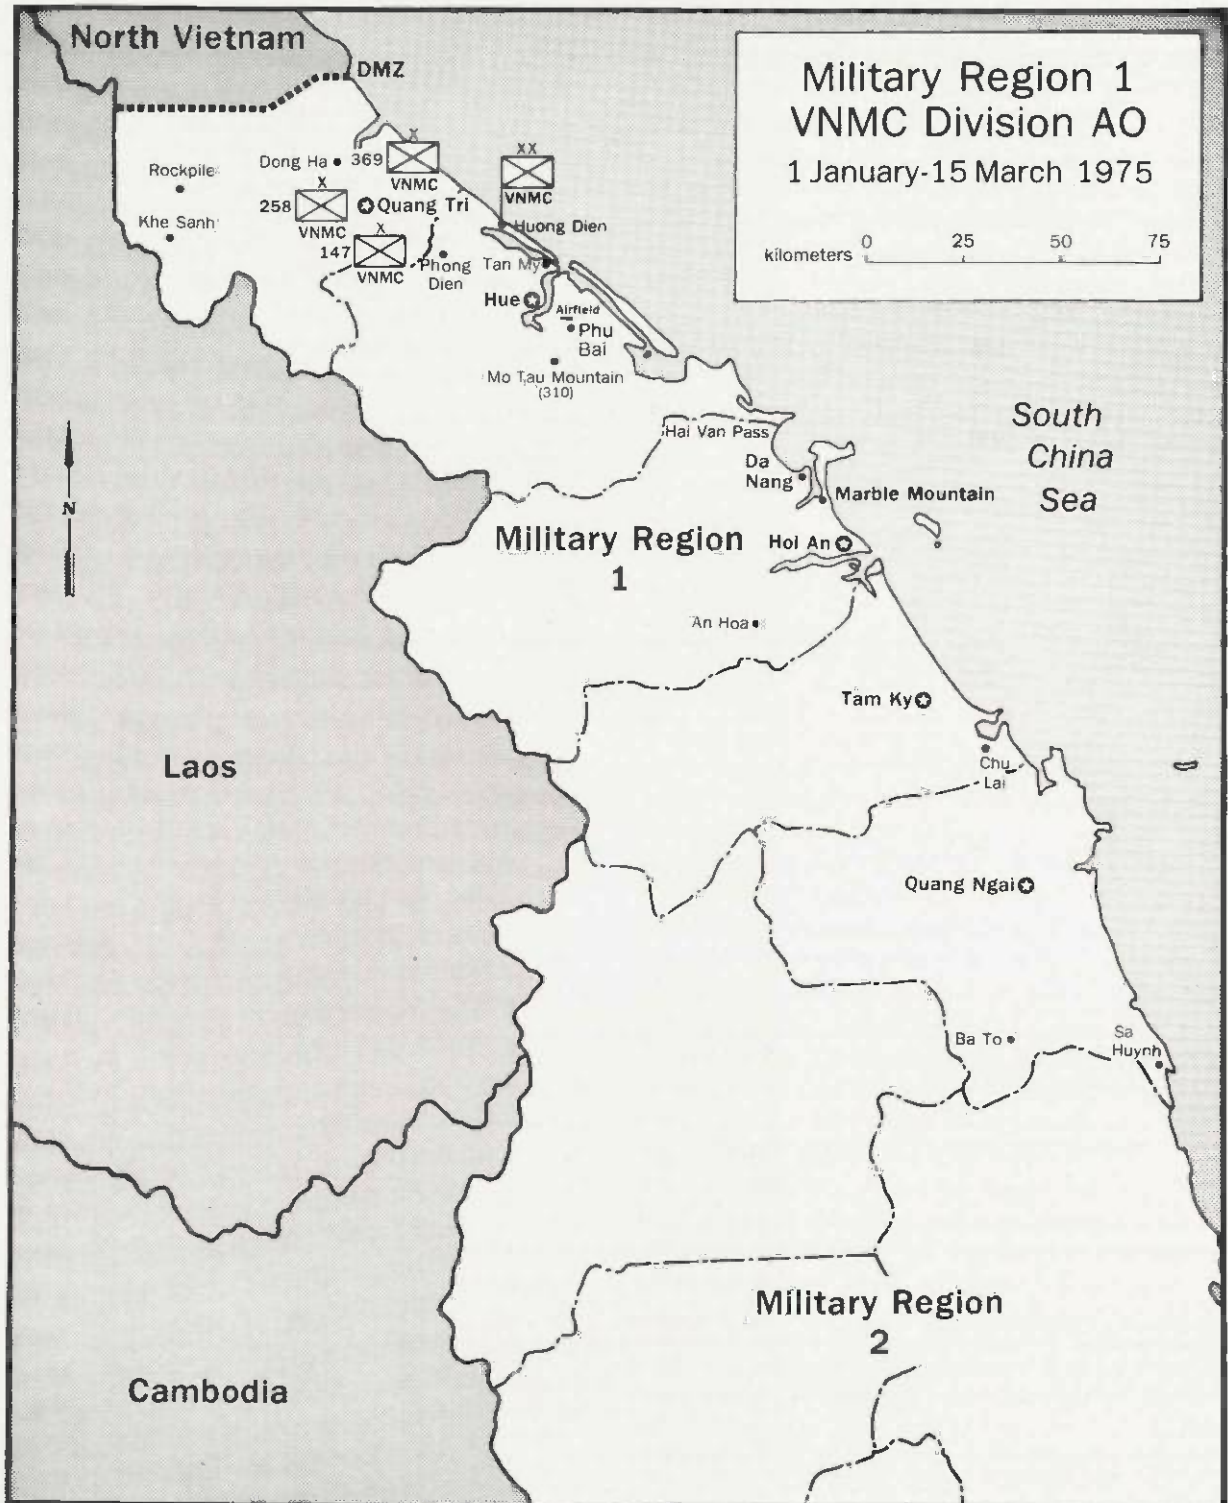 North Vietnam
DMZ
Military Region 1
VNMC Division AO
1 January-15 March 1975
kilometers 0 25 50 75
Rockpile
Khe Sanh
Dong Ha
X
369
VNMC
XX
VNMC
X
258
VNMC
Quang Tri
X
147
VNMC
Phong
Dien
Huong Dien
Tan My
Hue
Airfield
Phu
Bai
Mo Tau Mountain
(310)
N
South
China
Sea
Hai Van Pass
Da
Nang
Marble Mountain
Military Region
1
Hoi An
An Hoa
Tam Ky
Chu
Lai
Laos
Quang Ngai
Ba To
Sa
Huynh
Military Region
2
Cambodia